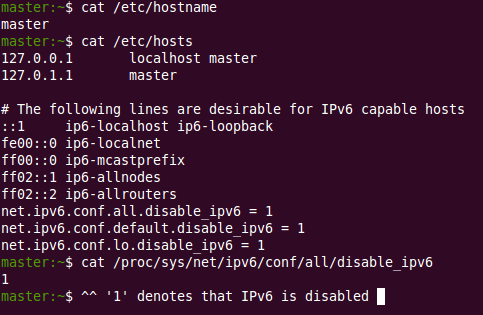 master:~$ cat /etc/hostname
master
master:~$ cat /etc/hosts
127.0.0.1       localhost master
127.0.1.1       master

# The following lines are desirable for IPv6 capable hosts
::1     ip6-localhost ip6-loopback
fe00::0 ip6-localnet
ff00::0 ip6-mcastprefix
ff02::1 ip6-allnodes
ff02::2 ip6-allrouters
net.ipv6.conf.all.disable_ipv6 = 1
net.ipv6.conf.default.disable_ipv6 = 1
net.ipv6.conf.lo.disable_ipv6 = 1
master:~$ cat /proc/sys/net/ipv6/conf/all/disable_ipv6
1
master:~$ ^^ '1' denotes that IPv6 is disabled